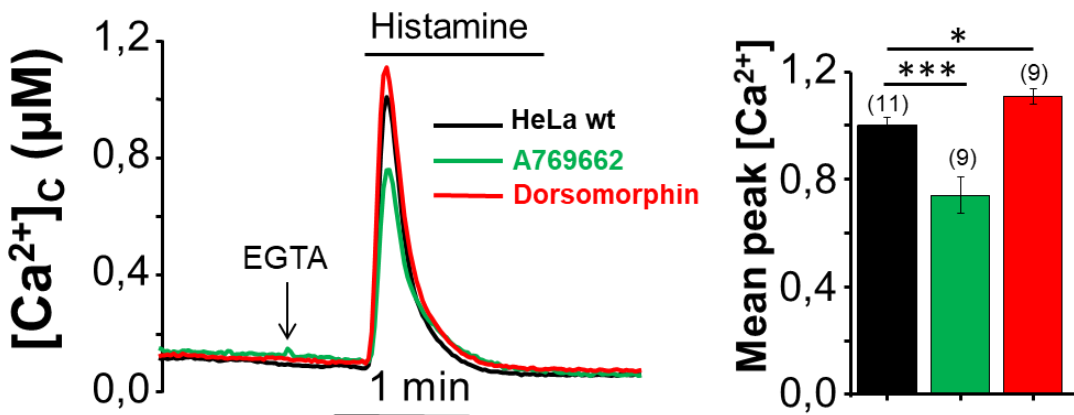 Histamine
[Ca²⁺]c (µM)
1,2
0,8
0,4
0,0
EGTA
HeLa wt
A769662
Dorsomorphin
1 min
Mean peak [Ca²⁺]
1,2
0,8
0,4
0,0
*
***
(11)
(9)
(9)